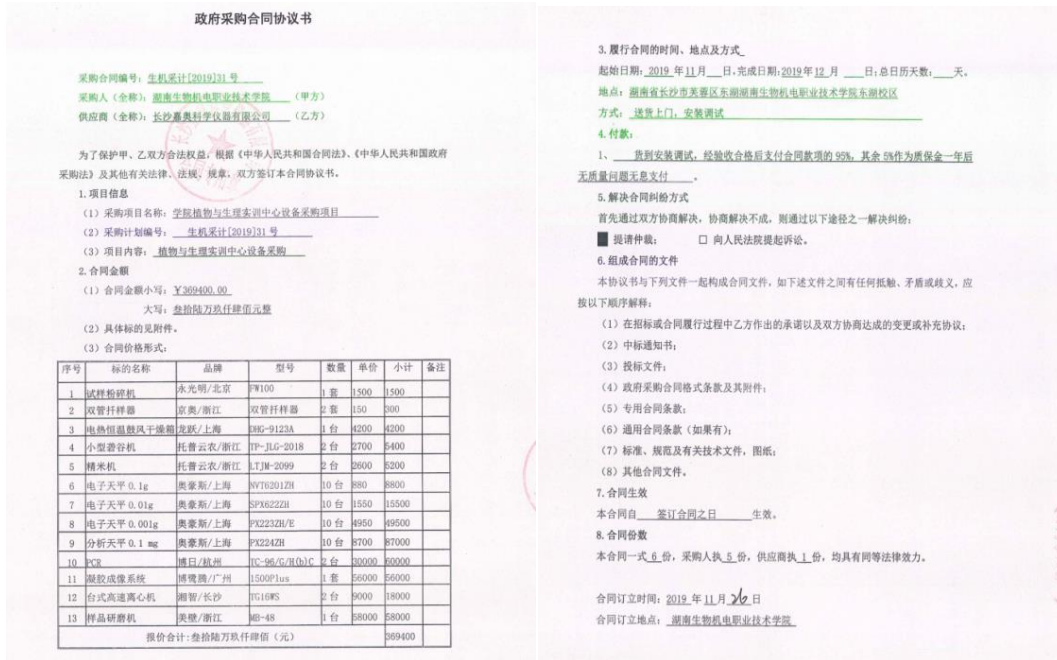 政府采购合同协议书
采购合同编号：生机采计[2019]31号
采购人（全称）：湖南生物机电职业技术学院（甲方）
供应商（全称）：长沙嘉奥科学仪器有限公司（乙方）
为了保护甲、乙双方合法权益，根据《中华人民共和国合同法》、《中华人民共和国政府
采购法》及其他有关法律、法规、规章，双方签订本合同协议书。
1.项目信息
（1）采购项目名称：学院植物与生理实训中心设备采购项目
（2）采购计划编号：生机采计[2019]31号
（3）项目内容：植物与生理实训中心设备采购
2.合同金额
（1）合同金额小写：￥369400.00
大写：叁拾陆万玖仟肆佰元整
（2）具体标的见附件。
（3）合同价格形式：
序号 标的名称 品牌 型号 数量 单价 小计 备注
1 试样粉碎机 永光明/北京 FW100 1套 1500 1500
2 双管扦样器 京奥/浙江 双管扦样器 2套 150 300
3 电热恒温鼓风干燥箱 龙跃/上海 DHG-9123A 1台 4200 4200
4 小型砻谷机 托普云农/浙江 TP-JLG-2018 2台 2700 5400
5 精米机 托普云农/浙江 LTJM-2099 2台 2600 5200
6 电子天平0.1g 奥豪斯/上海 NVT6201ZH 10台 880 8800
7 电子天平0.01g 奥豪斯/上海 SPX622ZH 10台 1550 15500
8 电子天平0.001g 奥豪斯/上海 PX223ZH/E 10台 4950 49500
9 分析天平0.1 mg 奥豪斯/上海 PX224ZH 10台 8700 87000
10 PCR 博日/杭州 TC-96/G/H(b)C 2台 30000 60000
11 凝胶成像系统 博鹭腾/广州 1500Plus 1套 56000 56000
12 台式高速离心机 湘智/长沙 TG16WS 2台 9000 18000
13 样品研磨机 美壁/浙江 MB-48 1台 58000 58000
报价合计:叁拾陆万玖仟肆佰（元） 369400
3.履行合同的时间、地点及方式
起始日期：2019 年11月 日，完成日期：2019年12月 日；总日历天数： 天。
地点：湖南省长沙市芙蓉区东湖湖南生物机电职业技术学院东湖校区
方式：送货上门，安装调试
4.付款：
1、 货到安装调试，经验收合格后支付合同款项的95%，其余5%作为质保金一年后
无质量问题无息支付 。
5.解决合同纠纷方式
首先通过双方协商解决，协商解决不成，则通过以下途径之一解决纠纷：
■ 提请仲裁； □ 向人民法院提起诉讼。
6.组成合同的文件
本协议书与下列文件一起构成合同文件，如下述文件之间有任何抵触、矛盾或歧义，应
按以下顺序解释：
（1）在招标或合同履行过程中乙方作出的承诺以及双方协商达成的变更或补充协议；
（2）中标通知书；
（3）投标文件；
（4）政府采购合同格式条款及其附件；
（5）专用合同条款；
（6）通用合同条款（如果有）；
（7）标准、规范及有关技术文件，图纸；
（8）其他合同文件。
7.合同生效
本合同自 签订合同之日 生效。
8.合同份数
本合同一式 6 份，采购人执 5 份，供应商执 1 份，均具有同等法律效力。
合同订立时间：2019 年 11 月 26 日
合同订立地点：湖南生物机电职业技术学院